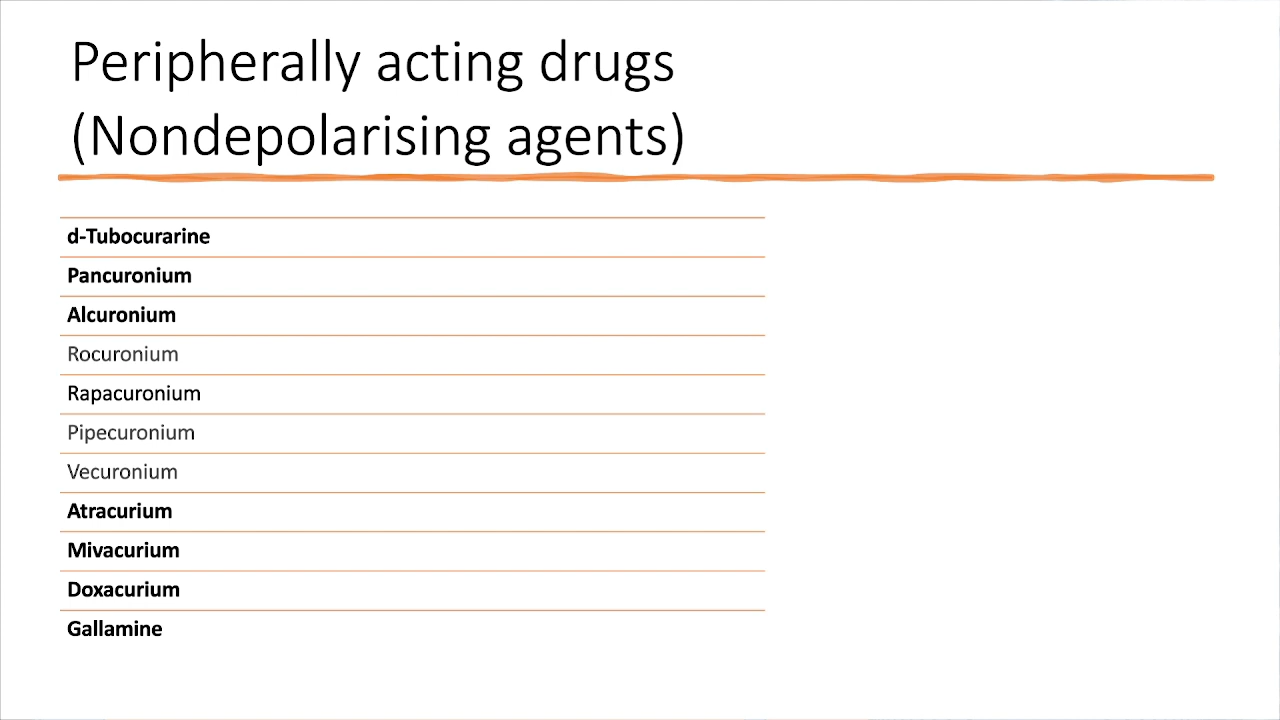 Peripherally acting drugs
(Nondepolarising agents)
d-Tubocurarine
Pancuronium
Alcuronium
Rocuronium
Rapacuronium
Pipecuronium
Vecuronium
Atracurium
Mivacurium
Doxacurium
Gallamine